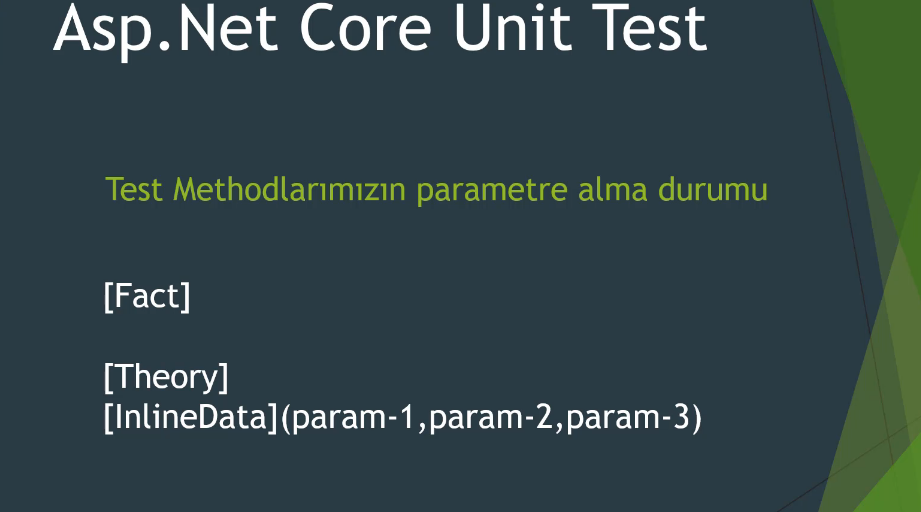 Asp.Net Core Unit Test
Test Methodlarımızın parametre alma durumu
[Fact]
[Theory]
[InlineData](param-1,param-2,param-3)